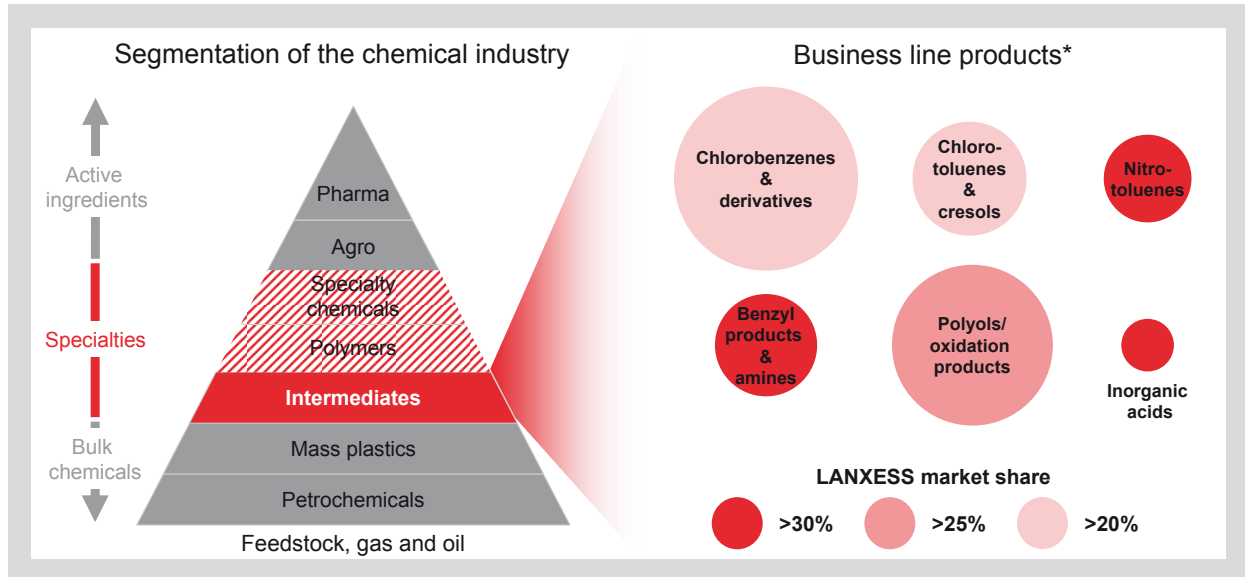 Segmentation of the chemical industry
Active
ingredients
Specialties
Bulk
chemicals
Pharma
Agro
Specialty
chemicals
Polymers
Intermediates
Mass plastics
Petrochemicals
Feedstock, gas and oil
Business line products*
Chlorobenzenes
&
derivatives
Chloro-
toluenes
&
cresols
Nitro-
toluenes
Benzyl
products
&
amines
Polyols/
oxidation
products
Inorganic
acids
LANXESS market share
>30%
>25%
>20%